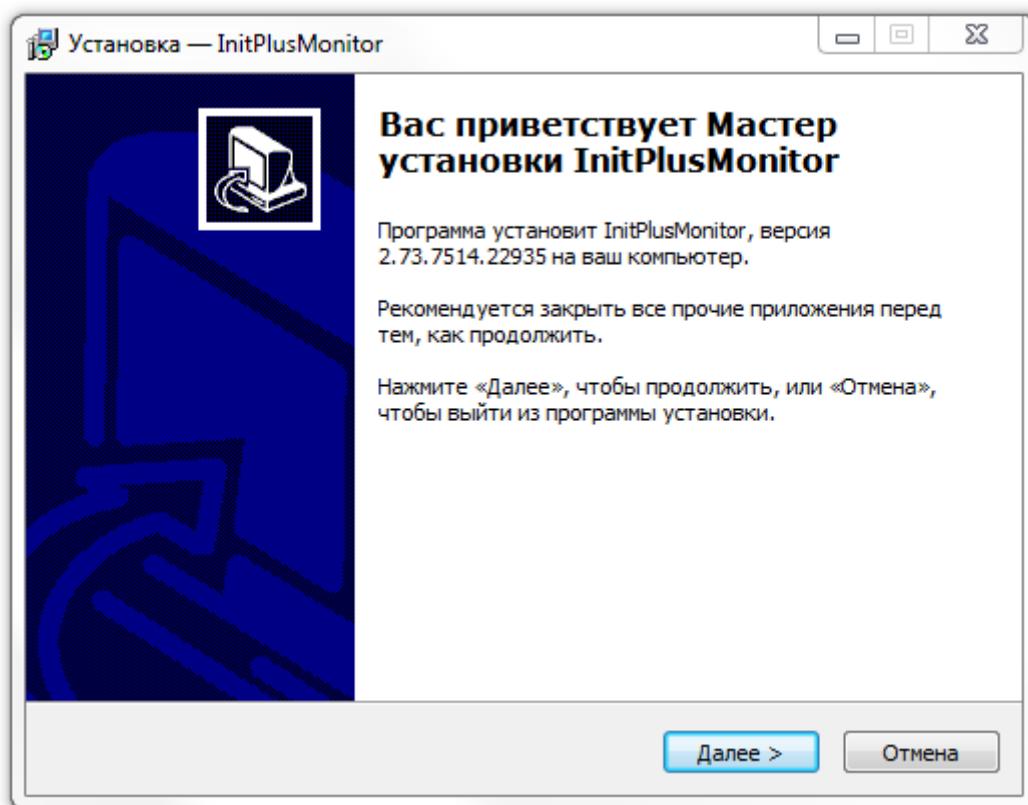 Установка — InitPlusMonitor
Вас приветствует Мастер
установки InitPlusMonitor
Программа установит InitPlusMonitor, версия
2.73.7514.22935 на ваш компьютер.
Рекомендуется закрыть все прочие приложения перед
тем, как продолжить.
Нажмите «Далее», чтобы продолжить, или «Отмена»,
чтобы выйти из программы установки.
Далее >
Отмена